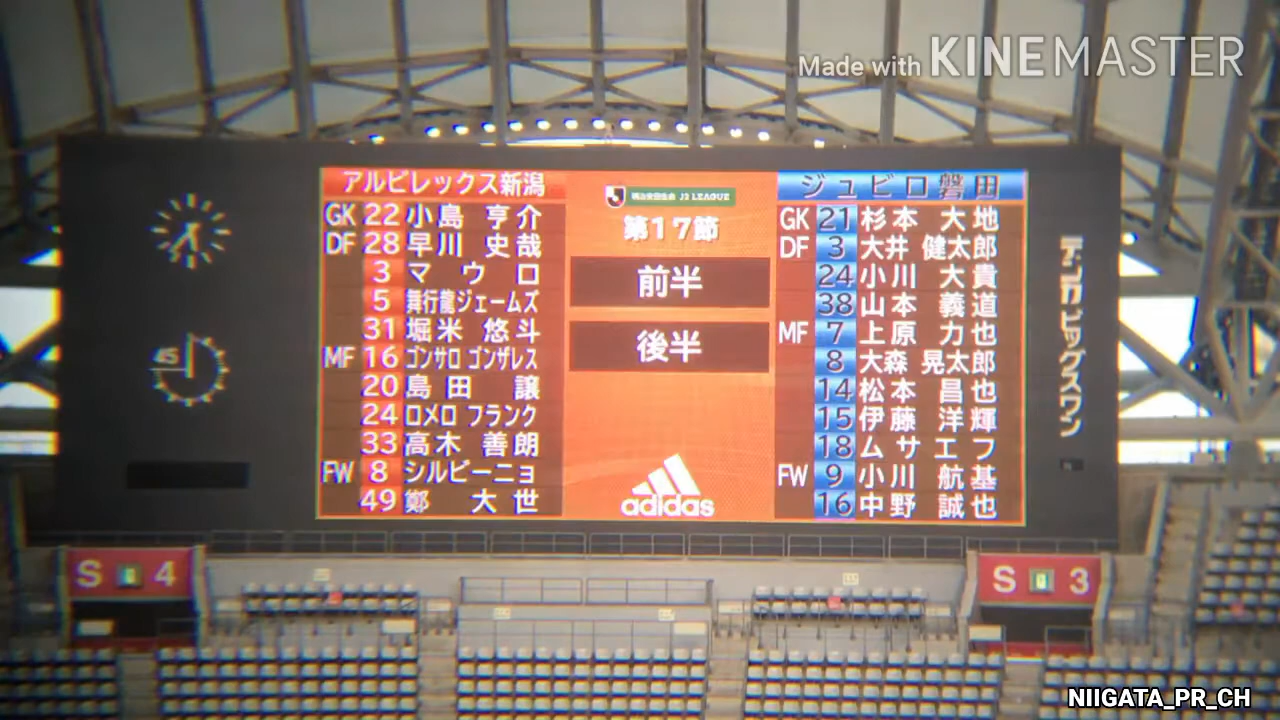 Made with KINEMASTER
アルビレックス新潟
GK 22 小島 亨介
DF 28 早川 史哉
3 マウロ
5 舞行龍ジェームズ
31 堀米 悠斗
MF 16 ゴンサロ ゴンザレス
20 島田 譲
24 ロメロ フランク
33 高木 善朗
FW 8 シルビーニョ
49 鄭 大世
明治安田生命 J2 LEAGUE
第17節
前半
後半
adidas
ジュビロ磐田
GK 21 杉本 大地
DF 3 大井 健太郎
24 小川 大貴
38 山本 義道
MF 7 上原 力也
8 大森 晃太郎
14 松本 昌也
15 伊藤 洋輝
18 ムサエフ
FW 9 小川 航基
16 中野 誠也
デンカビッグスワン
45
S 4
S 3
NIIGATA_PR_CH